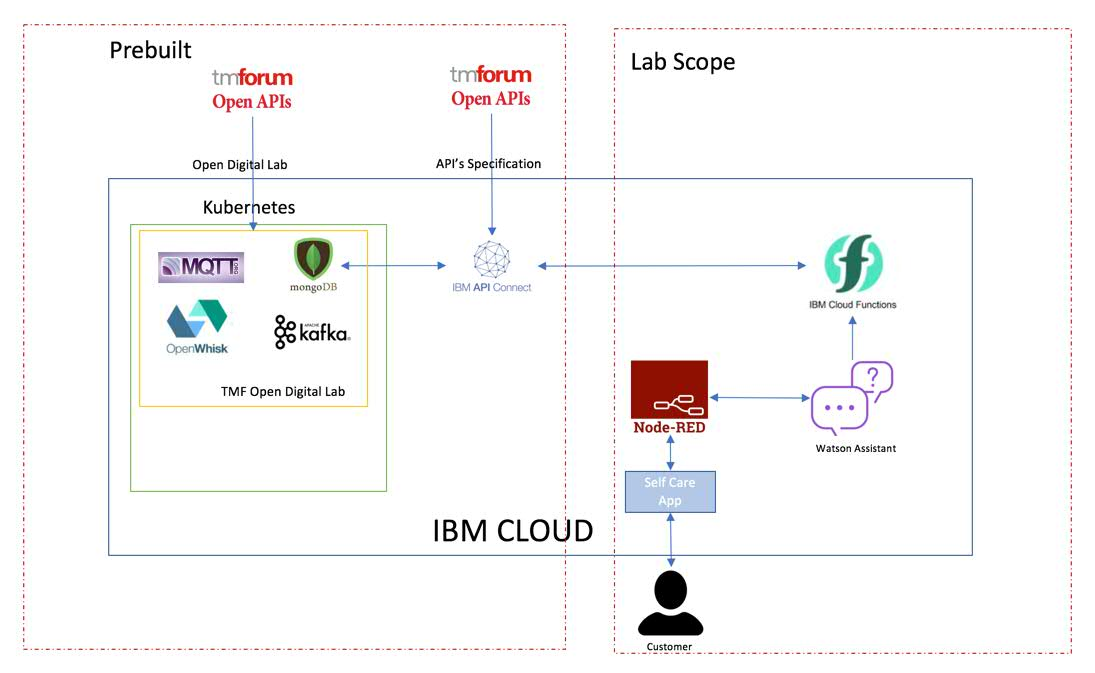 Prebuilt
tmforum
Open APIs
tmforum
Open APIs
Lab Scope
Open Digital Lab
API's Specification
Kubernetes
MQTT
mongoDB
IBM API Connect
IBM Cloud Functions
OpenWhisk
APACHE
kafka
TMF Open Digital Lab
?
Node-RED
Watson Assistant
Self Care
App
IBM CLOUD
Customer